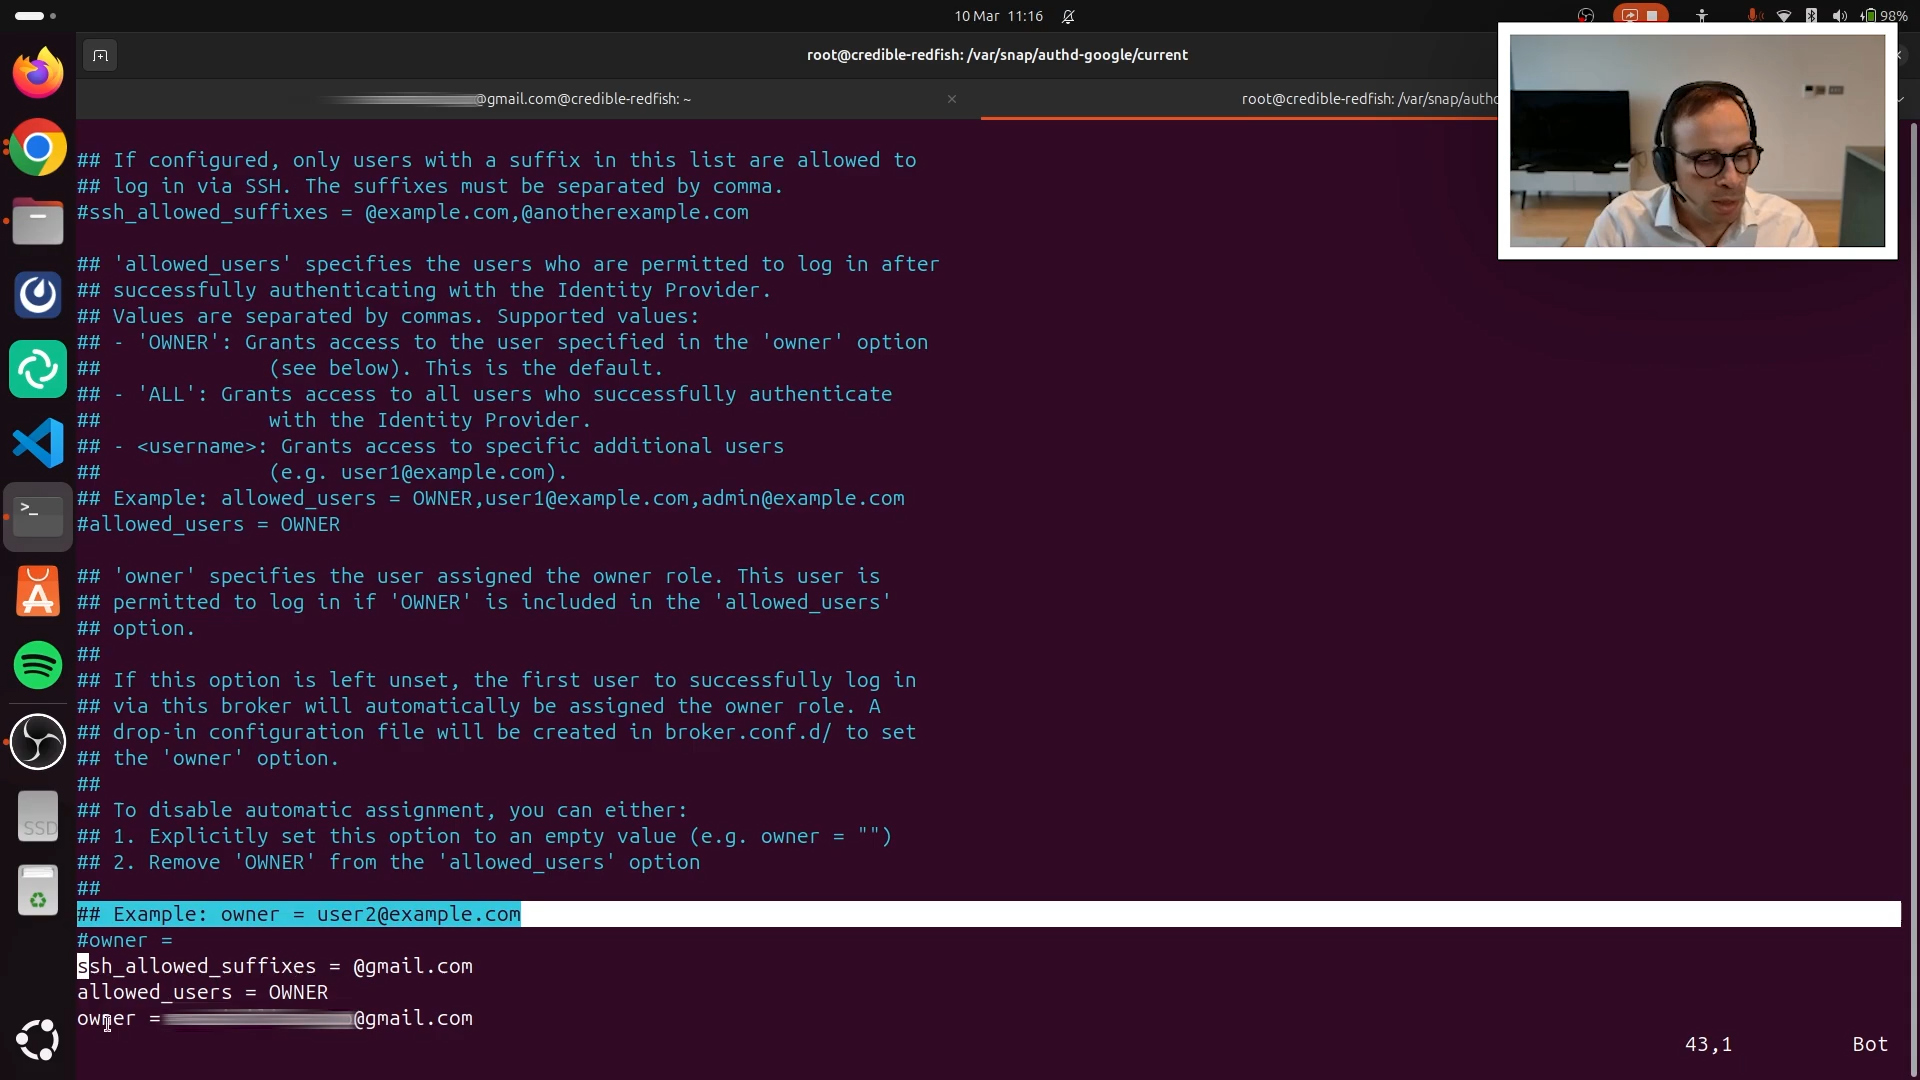 10 Mar 11:16
98%
root@credible-redfish: /var/snap/authd-google/current
@gmail.com@credible-redfish: ~
root@credible-redfish: /var/snap/autho
## If configured, only users with a suffix in this list are allowed to
## log in via SSH. The suffixes must be separated by comma.
#ssh_allowed_suffixes = @example.com,@anotherexample.com
## 'allowed_users' specifies the users who are permitted to log in after
## successfully authenticating with the Identity Provider.
## Values are separated by commas. Supported values:
## - 'OWNER': Grants access to the user specified in the 'owner' option
## (see below). This is the default.
## - 'ALL': Grants access to all users who successfully authenticate
## with the Identity Provider.
## - <username>: Grants access to specific additional users
## (e.g. user1@example.com).
## Example: allowed_users = OWNER,user1@example.com,admin@example.com
#allowed_users = OWNER
## 'owner' specifies the user assigned the owner role. This user is
## permitted to log in if 'OWNER' is included in the 'allowed_users'
## option.
##
## If this option is left unset, the first user to successfully log in
## via this broker will automatically be assigned the owner role. A
## drop-in configuration file will be created in broker.conf.d/ to set
## the 'owner' option.
##
## To disable automatic assignment, you can either:
## 1. Explicitly set this option to an empty value (e.g. owner = "")
## 2. Remove 'OWNER' from the 'allowed_users' option
##
## Example: owner = user2@example.com
#owner =
ssh_allowed_suffixes = @gmail.com
allowed_users = OWNER
owner = @gmail.com
43,1 Bot
SSD